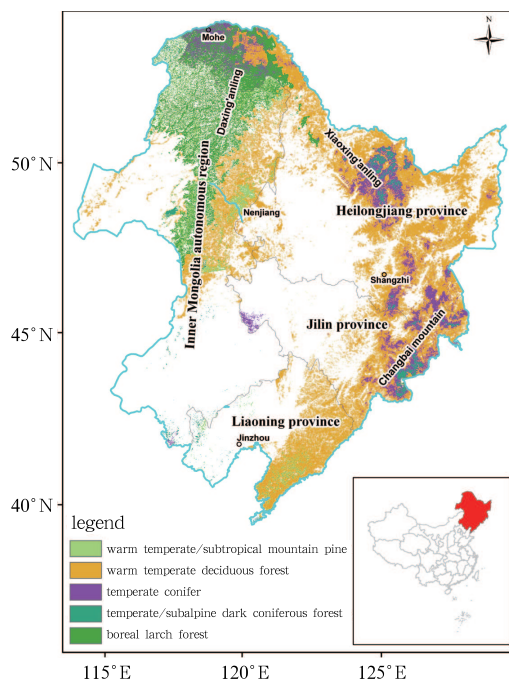 N
Mohe
Daxing'anling
50°N
Xiaoxing'anling
Inner Mongolia autonomous region
Nenjiang
Heilongjiang province
Shangzhi
45°N
Jilin province
Changbai mountain
Liaoning province
Jinzhou
40°N
legend
warm temperate/subtropical mountain pine
warm temperate deciduous forest
temperate conifer
temperate/subalpine dark coniferous forest
boreal larch forest
115°E 120°E 125°E